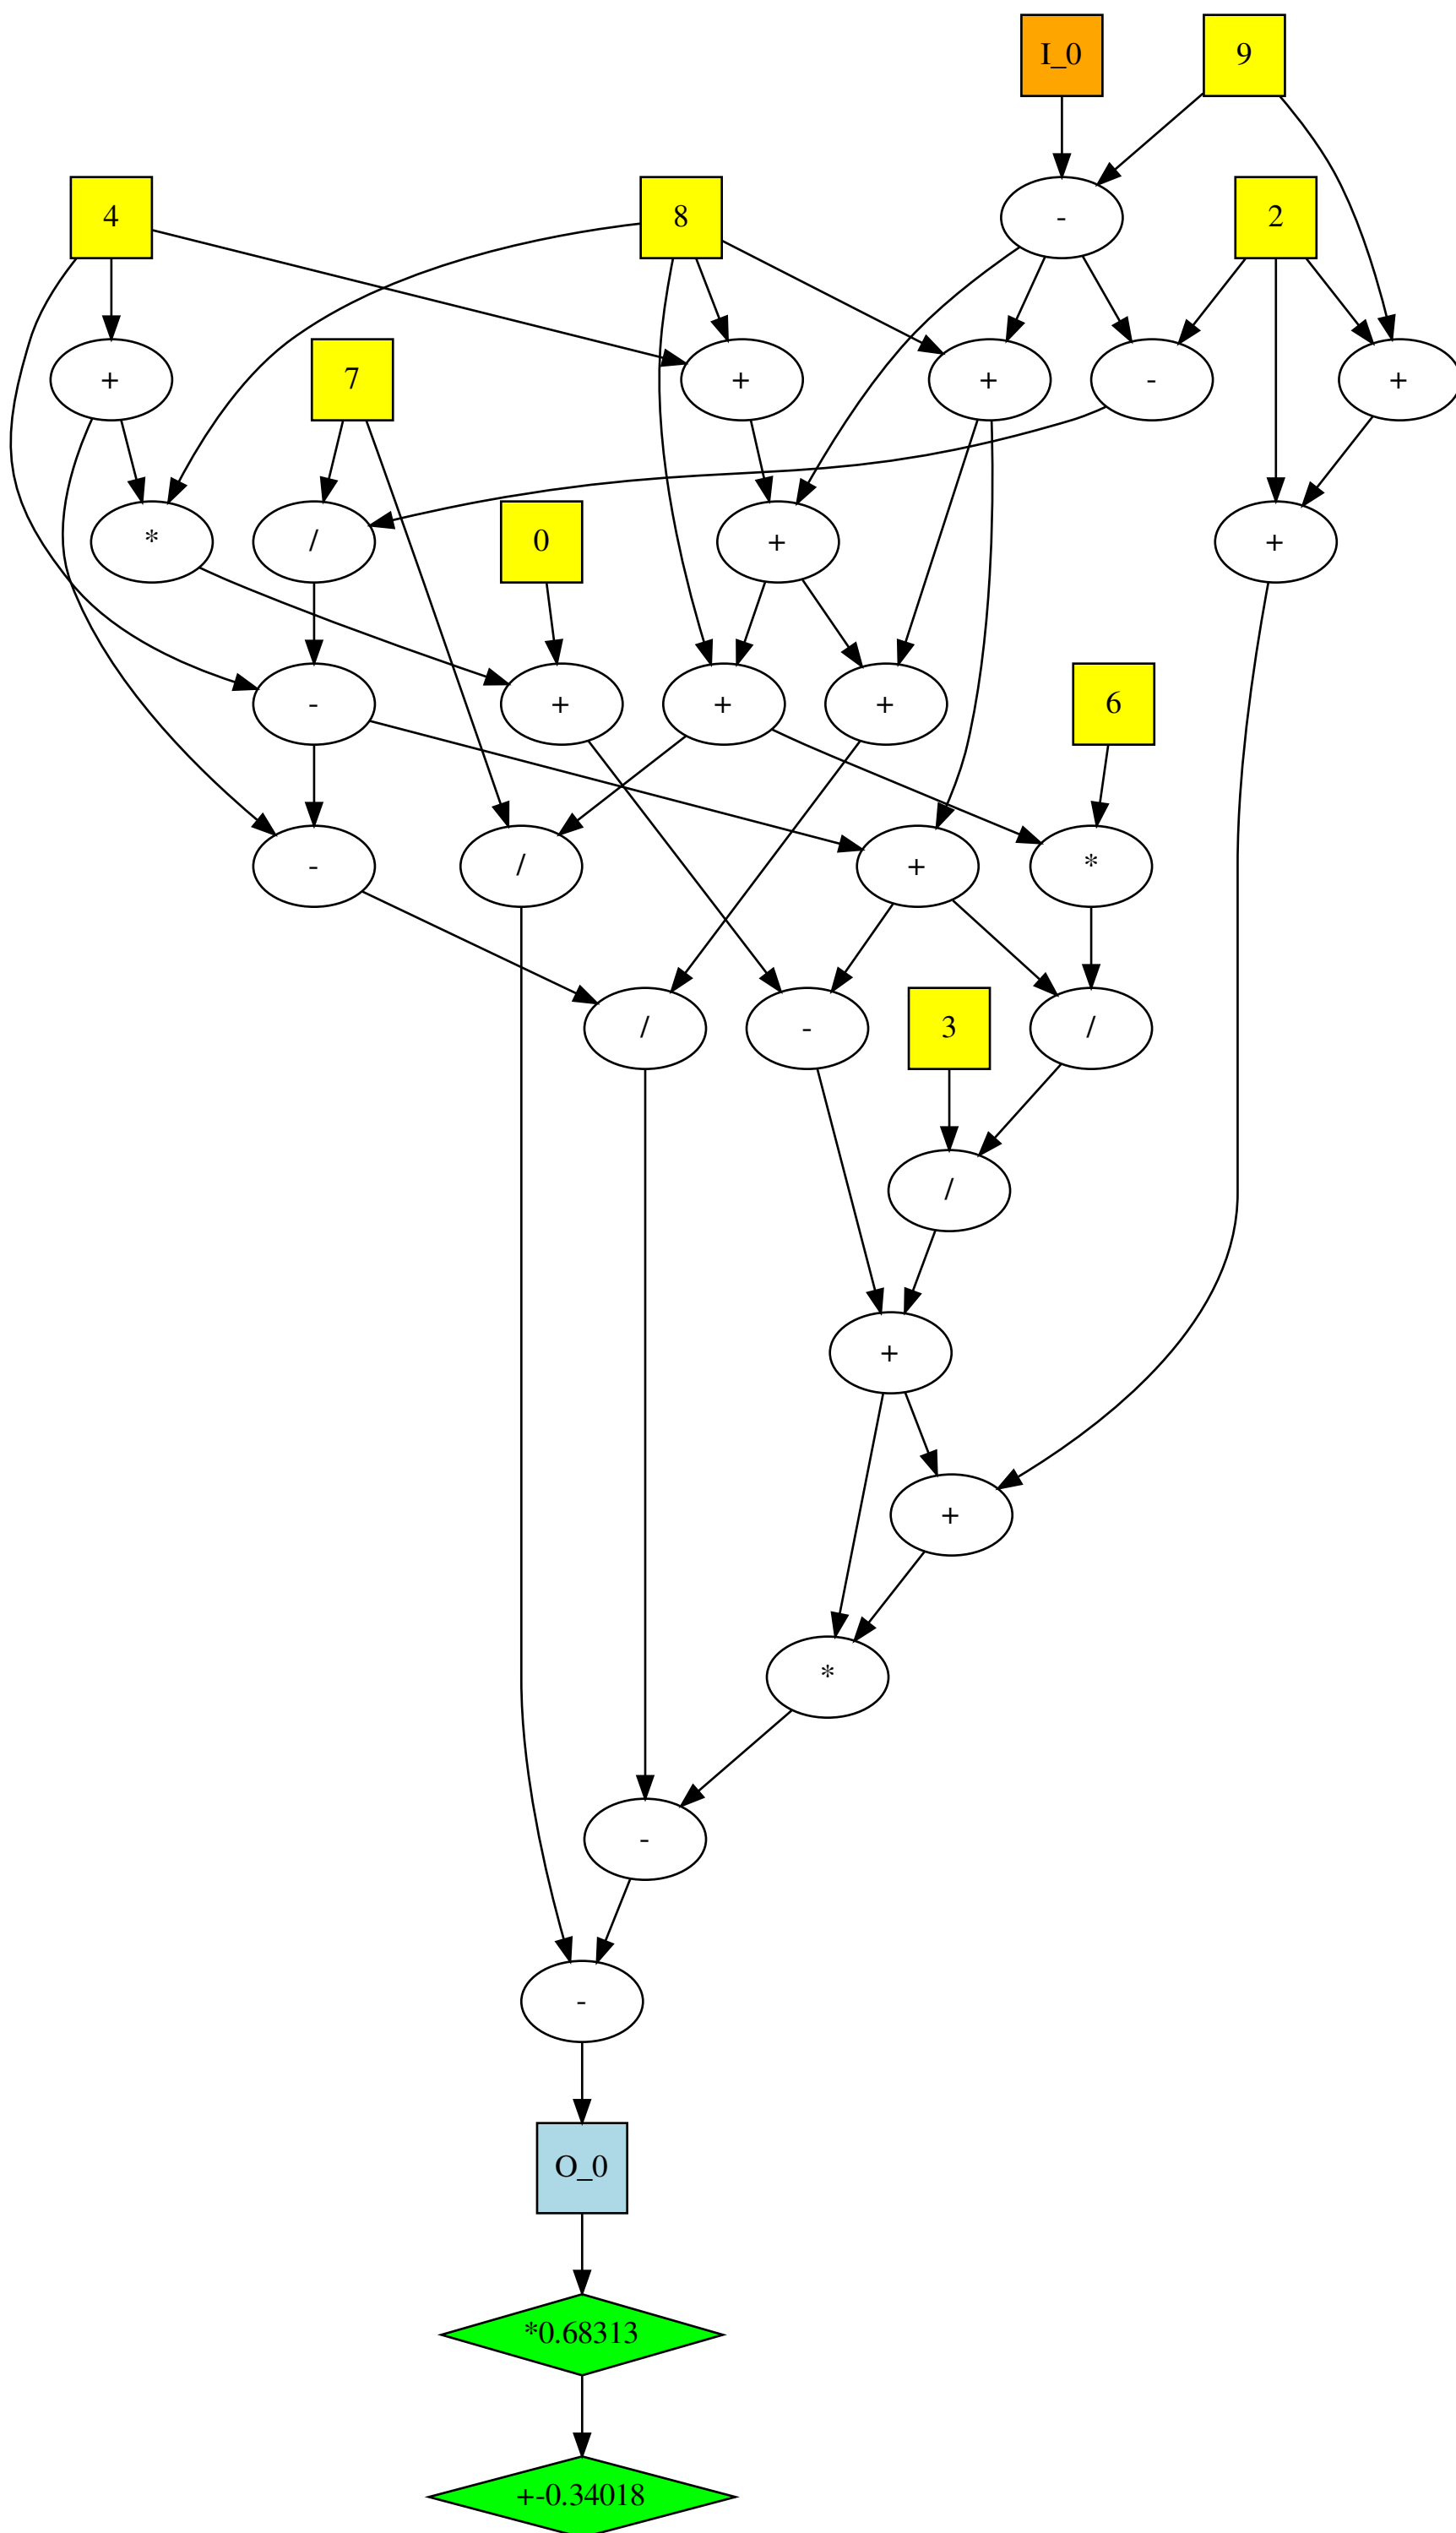 I_0 9
4 8 - 2
+ 7 + + - +
* / 0 + +
- + + + 6
- / + *
/ - 3 /
/
+
+
*
-
-
O_0
*0.68313
+-0.34018